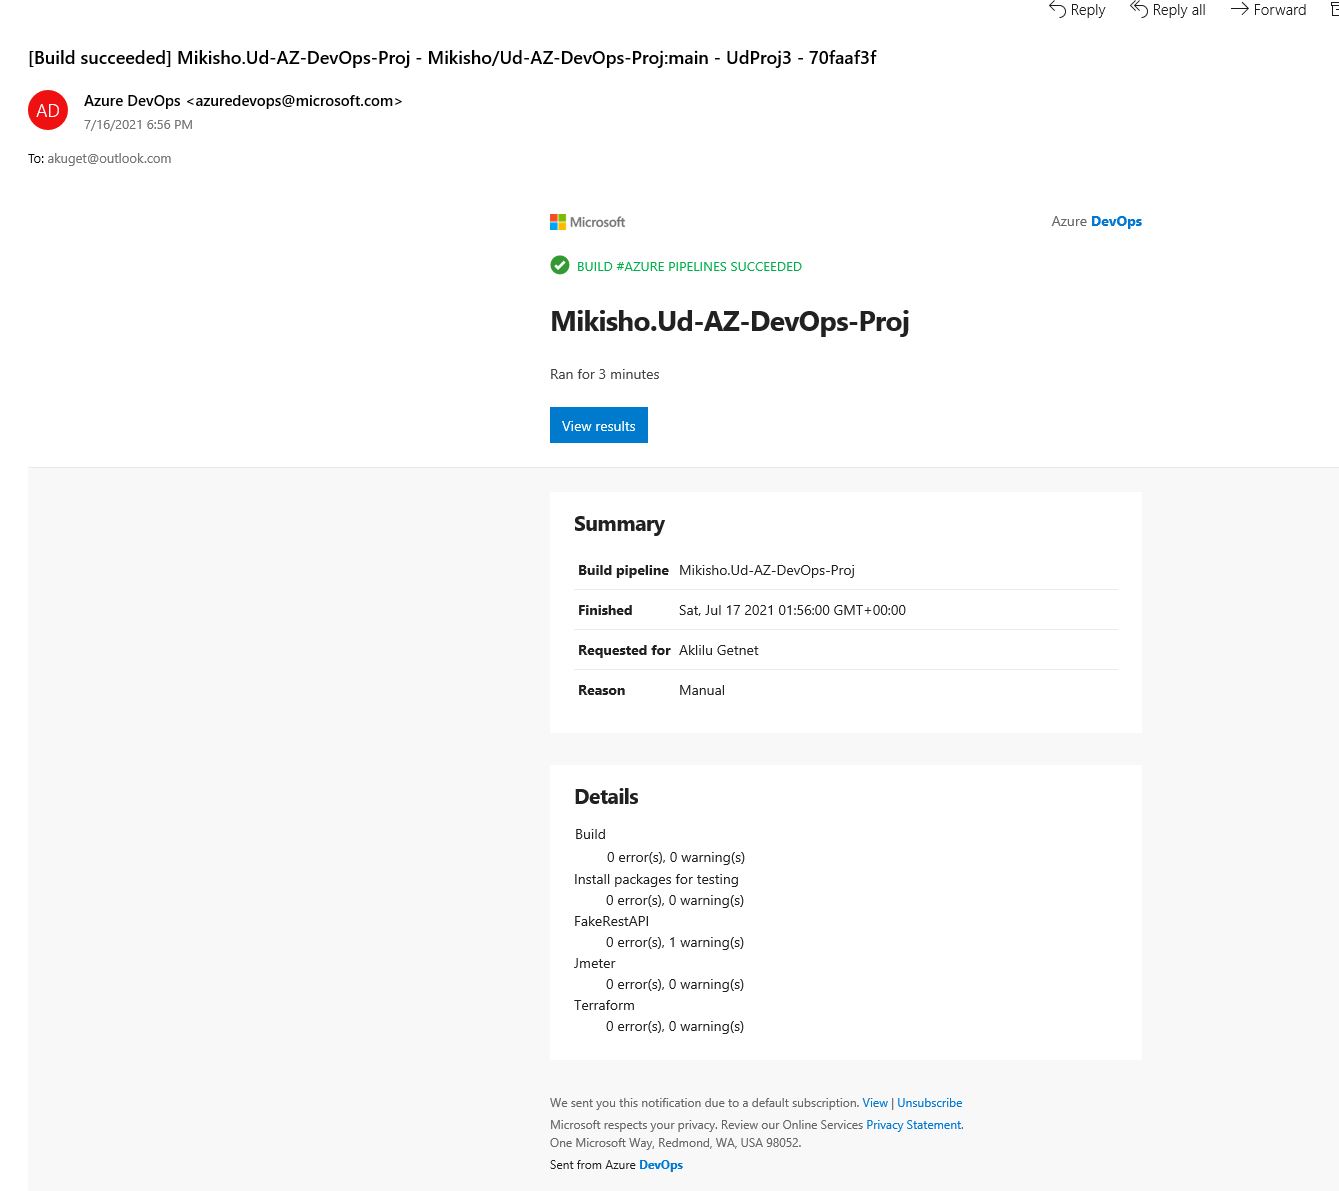 Reply Reply all Forward
[Build succeeded] Mikisho.Ud-AZ-DevOps-Proj - Mikisho/Ud-AZ-DevOps-Proj:main - UdProj3 - 70faaf3f
AD
Azure DevOps <azuredevops@microsoft.com>
7/16/2021 6:56 PM
To: akuget@outlook.com
Microsoft
Azure DevOps
BUILD #AZURE PIPELINES SUCCEEDED
Mikisho.Ud-AZ-DevOps-Proj
Ran for 3 minutes
View results
Summary
Build pipeline Mikisho.Ud-AZ-DevOps-Proj
Finished Sat, Jul 17 2021 01:56:00 GMT+00:00
Requested for Aklilu Getnet
Reason Manual
Details
Build
0 error(s), 0 warning(s)
Install packages for testing
0 error(s), 0 warning(s)
FakeRestAPI
0 error(s), 1 warning(s)
Jmeter
0 error(s), 0 warning(s)
Terraform
0 error(s), 0 warning(s)
We sent you this notification due to a default subscription. View | Unsubscribe
Microsoft respects your privacy. Review our Online Services Privacy Statement.
One Microsoft Way, Redmond, WA, USA 98052.
Sent from Azure DevOps